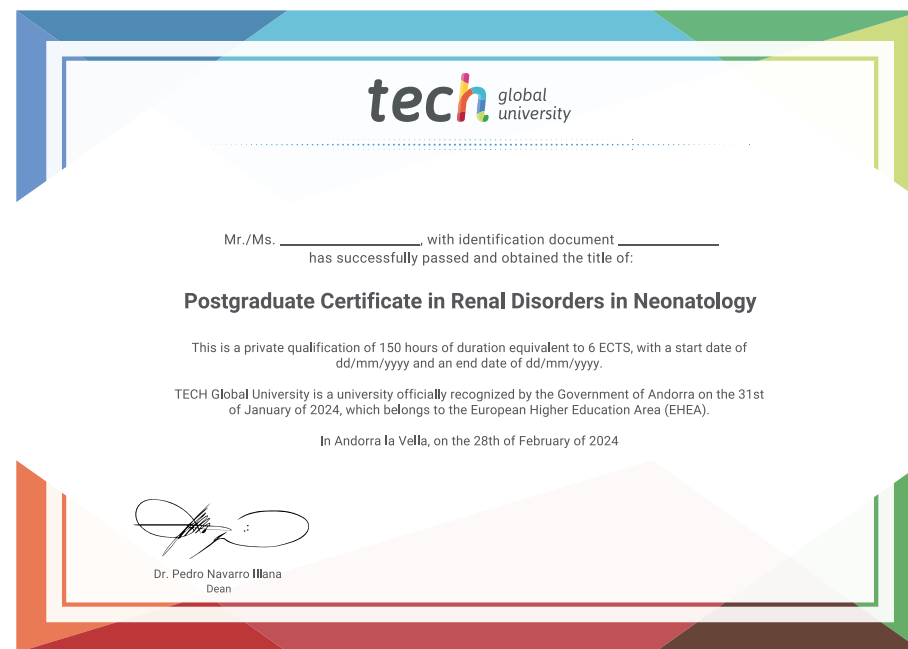 tech global
university
Mr./Ms. ____________________, with identification document ______________
has successfully passed and obtained the title of:
Postgraduate Certificate in Renal Disorders in Neonatology
This is a private qualification of 150 hours of duration equivalent to 6 ECTS, with a start date of
dd/mm/yyyy and an end date of dd/mm/yyyy.
TECH Global University is a university officially recognized by the Government of Andorra on the 31st
of January of 2024, which belongs to the European Higher Education Area (EHEA).
In Andorra la Vella, on the 28th of February of 2024
Dr. Pedro Navarro Illana
Dean